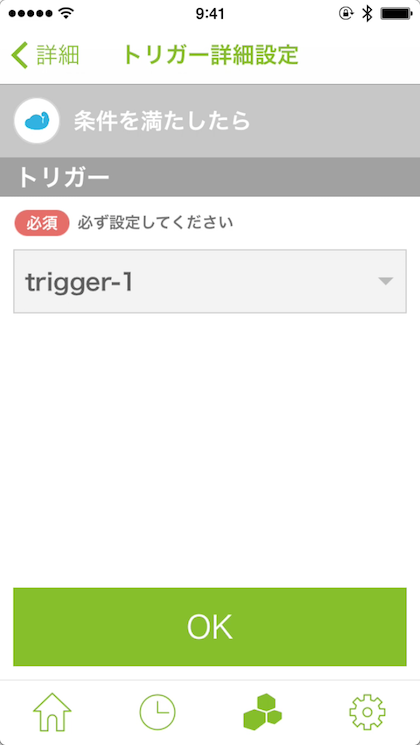 9:41
詳細
トリガー詳細設定
条件を満たしたら
トリガー
必須 必ず設定してください
trigger-1
OK